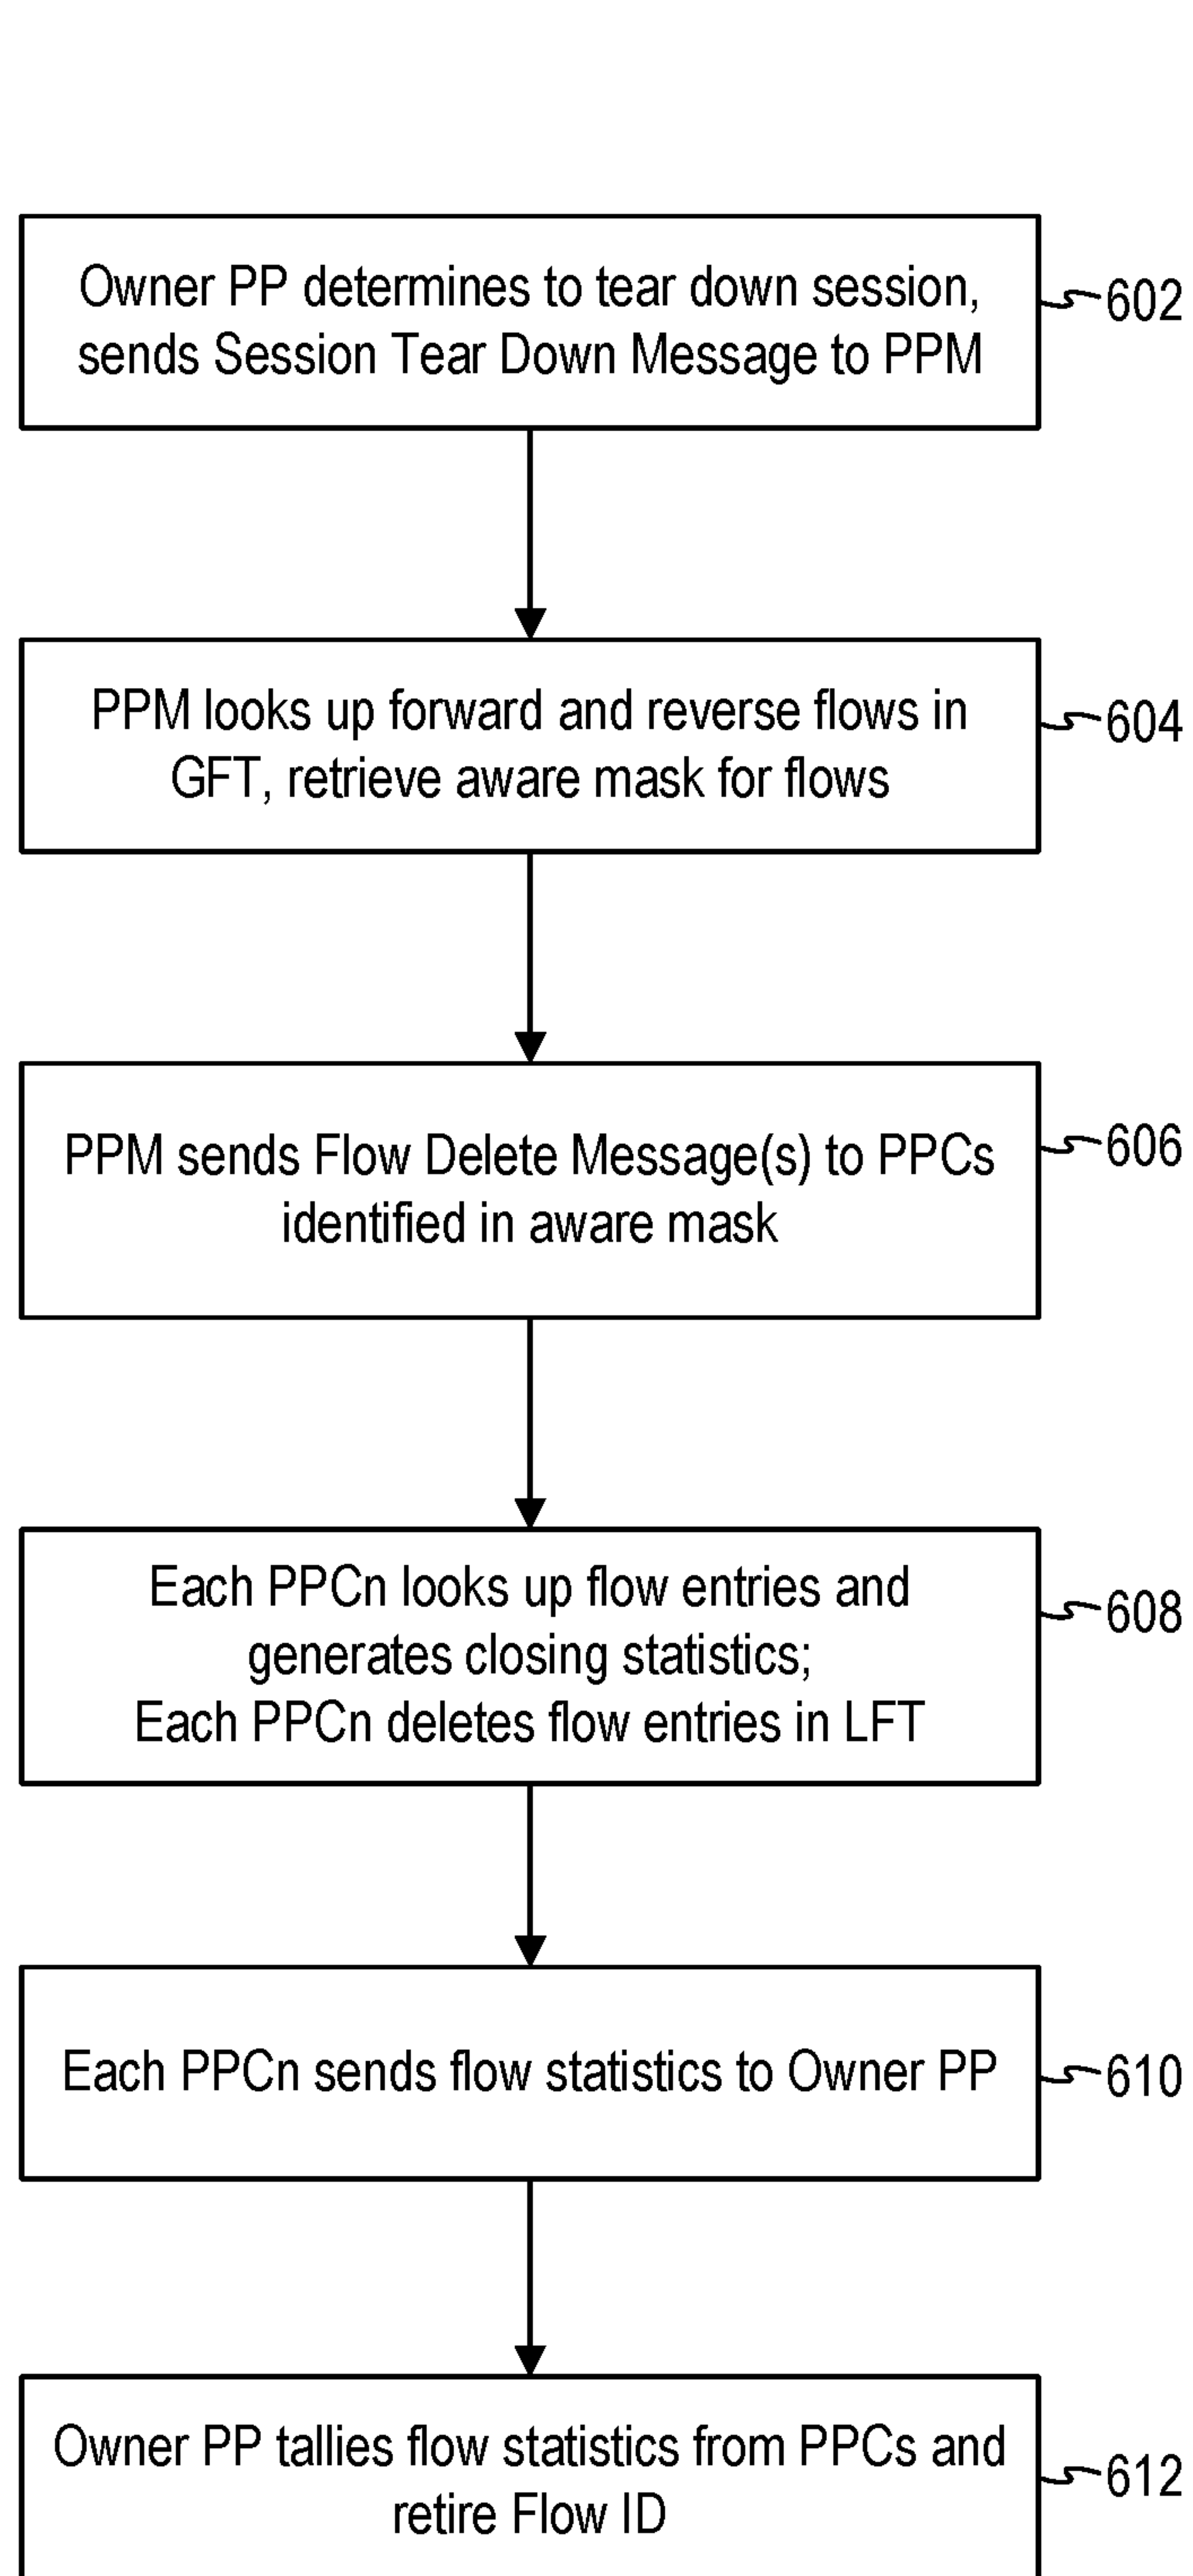 Owner PP determines to tear down session,
sends Session Tear Down Message to PPM
602
PPM looks up forward and reverse flows in
GFT, retrieve aware mask for flows
604
PPM sends Flow Delete Message(s) to PPCs
identified in aware mask
606
Each PPCn looks up flow entries and
generates closing statistics;
Each PPCn deletes flow entries in LFT
608
Each PPCn sends flow statistics to Owner PP
610
Owner PP tallies flow statistics from PPCs and
retire Flow ID
612